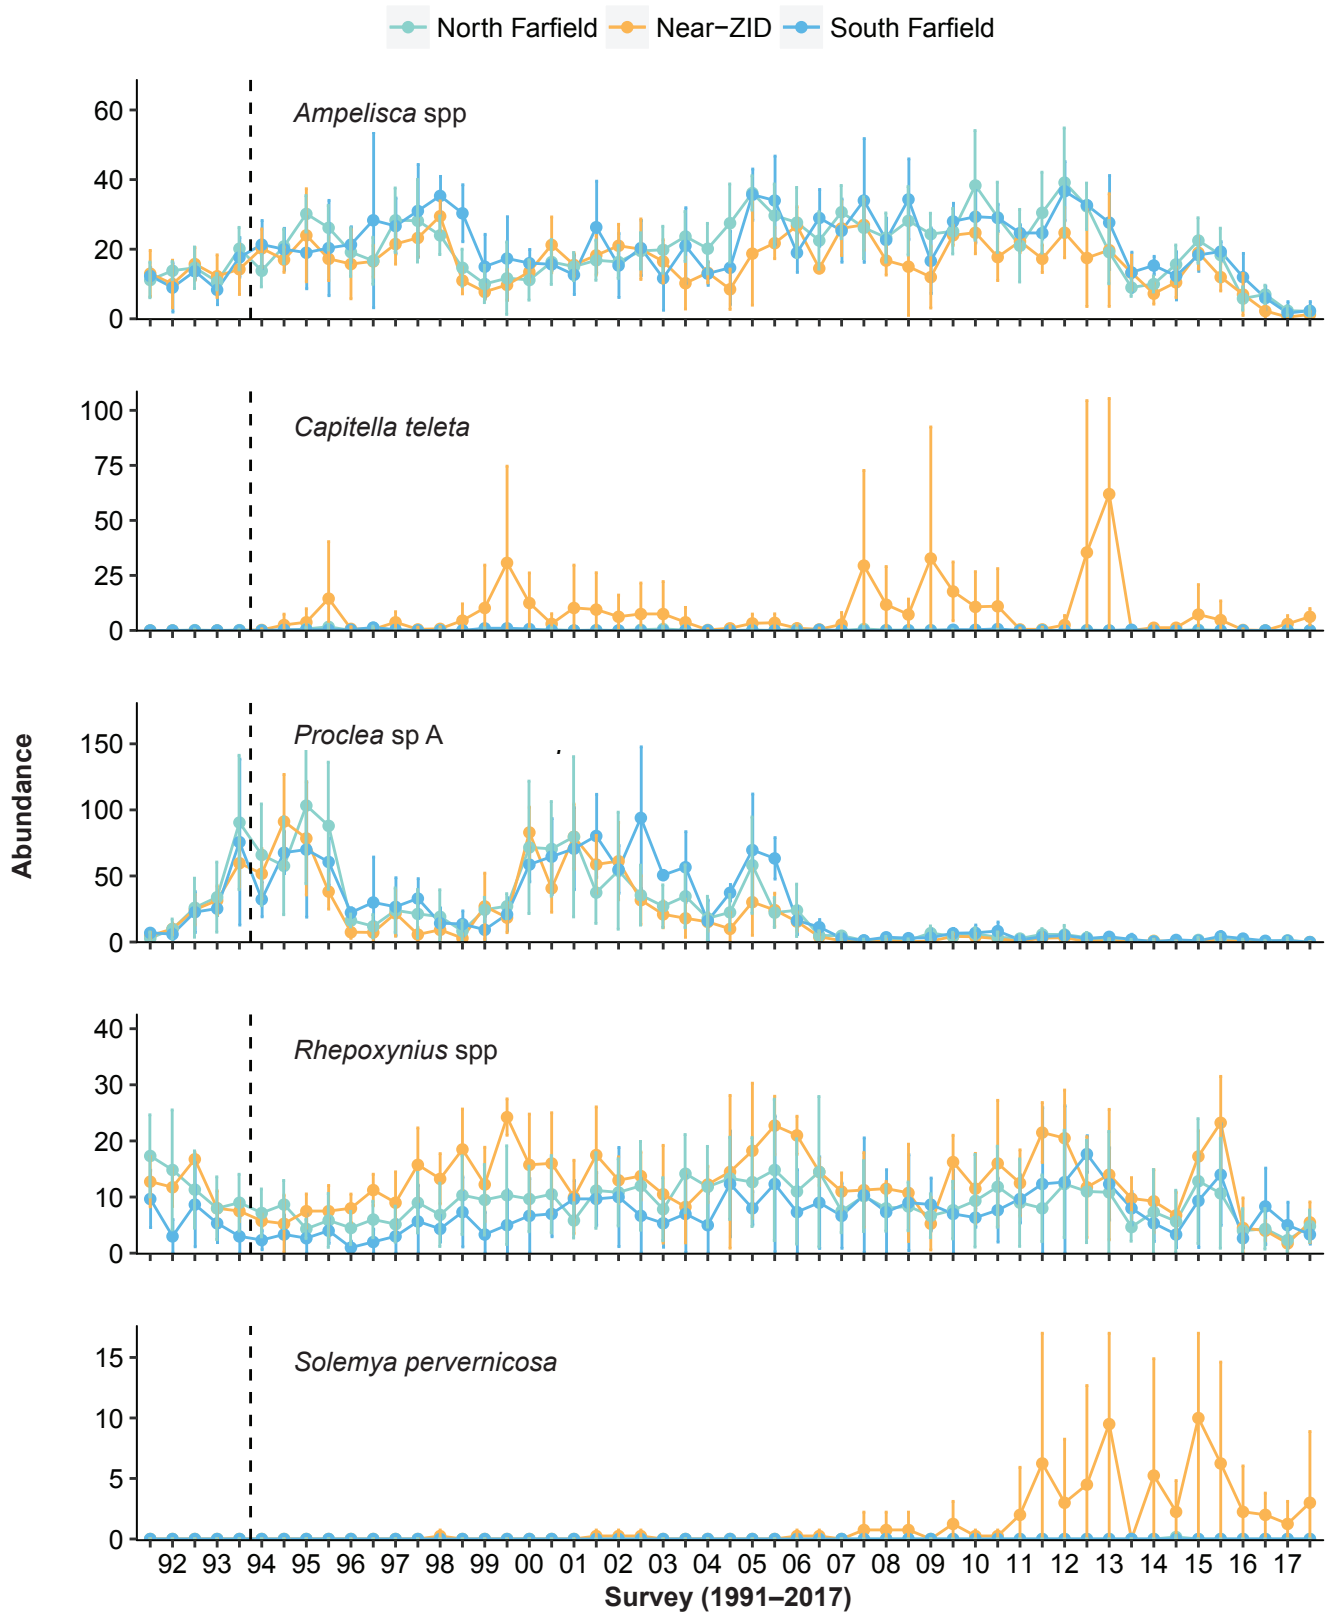 North Farfield Near−ZID South Farfield
Ampelisca spp
60
40
20
0
Capitella teleta
100
75
50
25
0
Proclea sp A
150
100
50
0
Abundance
Rhepoxynius spp
40
30
20
10
0
Solemya pervernicosa
15
10
5
0
92 93 94 95 96 97 98 99 00 01 02 03 04 05 06 07 08 09 10 11 12 13 14 15 16 17
Survey (1991–2017)